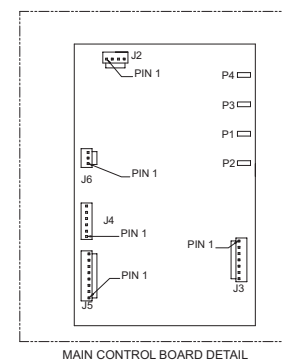 J2
PIN 1
P4
P3
P1
P2
PIN 1
J6
J4
PIN 1
PIN 1
PIN 1
J5
J3
MAIN CONTROL BOARD DETAIL